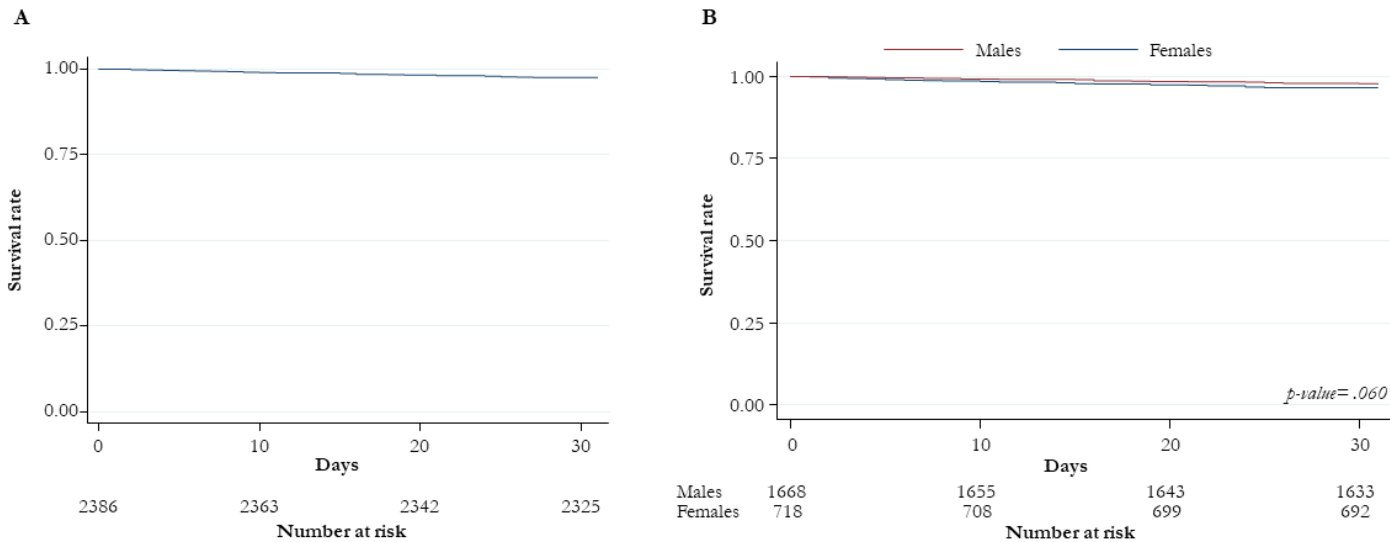 A
1.00
0.75
0.50
0.25
0.00
Survival rate
0 10 20 30
Days
2386 2363 2342 2325
Number at risk
B
Males Females
1.00
0.75
0.50
0.25
0.00
Survival rate
p-value= .060
0 10 20 30
Days
Males 1668 1655 1643 1633
Females 718 708 699 692
Number at risk